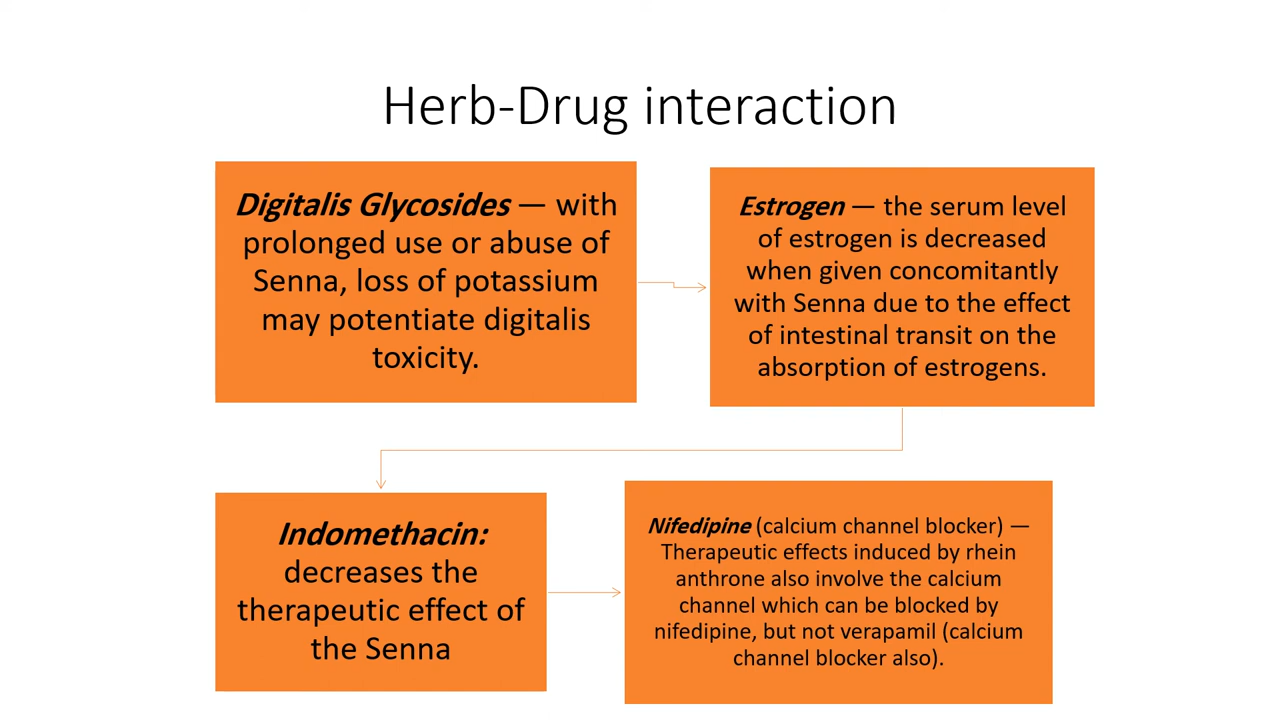 Herb-Drug interaction
Digitalis Glycosides — with
prolonged use or abuse of
Senna, loss of potassium
may potentiate digitalis
toxicity.
Estrogen — the serum level
of estrogen is decreased
when given concomitantly
with Senna due to the effect
of intestinal transit on the
absorption of estrogens.
Indomethacin:
decreases the
therapeutic effect of
the Senna
Nifedipine (calcium channel blocker) —
Therapeutic effects induced by rhein
anthrone also involve the calcium
channel which can be blocked by
nifedipine, but not verapamil (calcium
channel blocker also).